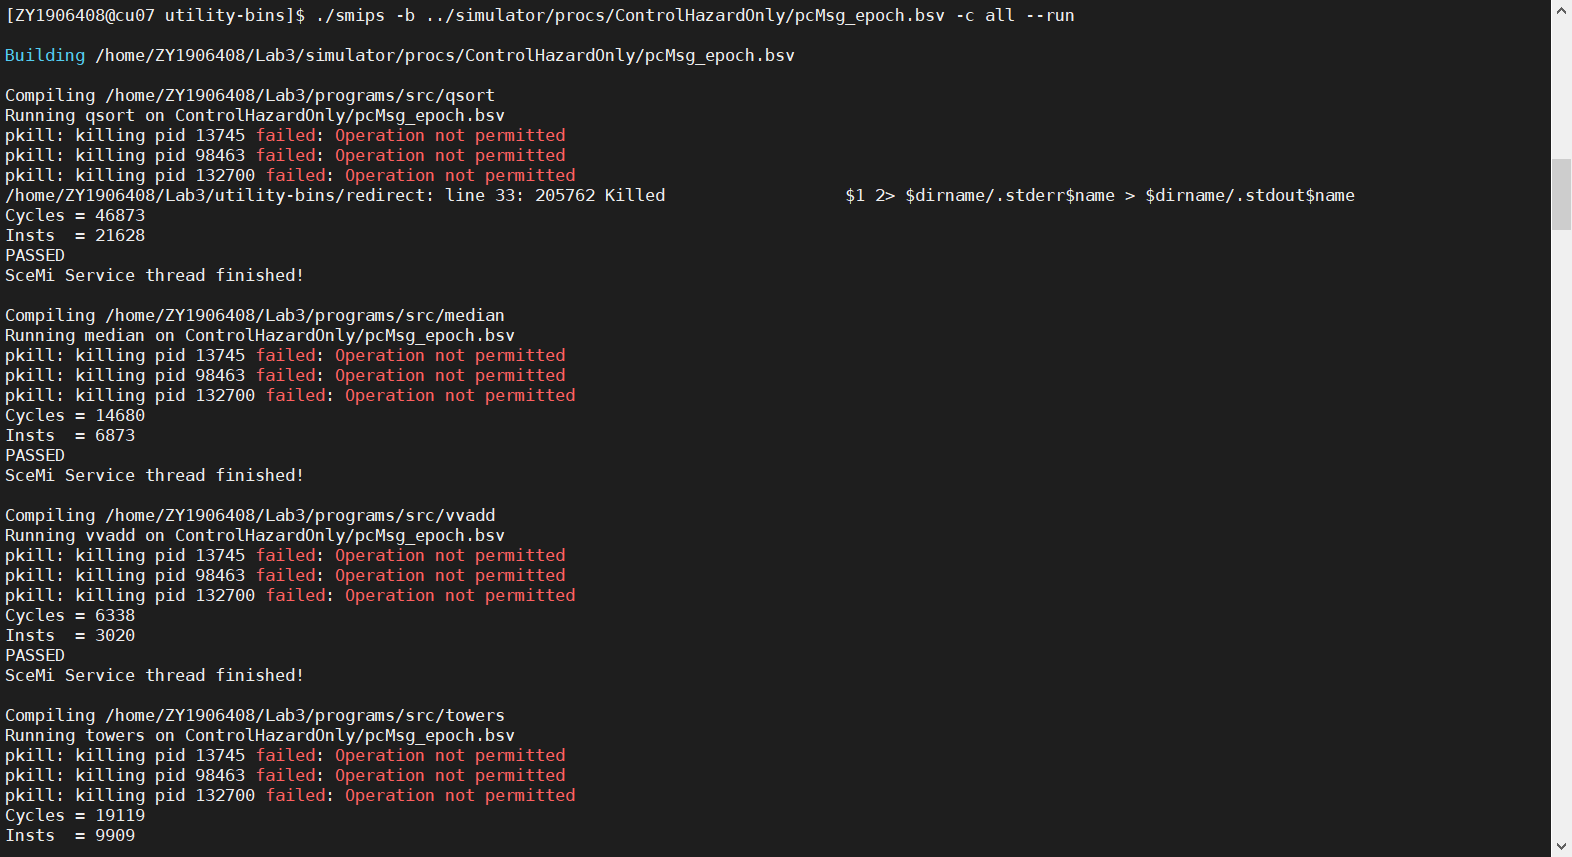 [ZY1906408@cu07 utility-bins]$ ./smips -b ../simulator/procs/ControlHazardOnly/pcMsg_epoch.bsv -c all --run
Building /home/ZY1906408/Lab3/simulator/procs/ControlHazardOnly/pcMsg_epoch.bsv
Compiling /home/ZY1906408/Lab3/programs/src/qsort
Running qsort on ControlHazardOnly/pcMsg_epoch.bsv
pkill: killing pid 13745 failed: Operation not permitted
pkill: killing pid 98463 failed: Operation not permitted
pkill: killing pid 132700 failed: Operation not permitted
/home/ZY1906408/Lab3/utility-bins/redirect: line 33: 205762 Killed                  $1 2> $dirname/.stderr$name > $dirname/.stdout$name
Cycles = 46873
Insts  = 21628
PASSED
SceMi Service thread finished!
Compiling /home/ZY1906408/Lab3/programs/src/median
Running median on ControlHazardOnly/pcMsg_epoch.bsv
pkill: killing pid 13745 failed: Operation not permitted
pkill: killing pid 98463 failed: Operation not permitted
pkill: killing pid 132700 failed: Operation not permitted
Cycles = 14680
Insts  = 6873
PASSED
SceMi Service thread finished!
Compiling /home/ZY1906408/Lab3/programs/src/vvadd
Running vvadd on ControlHazardOnly/pcMsg_epoch.bsv
pkill: killing pid 13745 failed: Operation not permitted
pkill: killing pid 98463 failed: Operation not permitted
pkill: killing pid 132700 failed: Operation not permitted
Cycles = 6338
Insts  = 3020
PASSED
SceMi Service thread finished!
Compiling /home/ZY1906408/Lab3/programs/src/towers
Running towers on ControlHazardOnly/pcMsg_epoch.bsv
pkill: killing pid 13745 failed: Operation not permitted
pkill: killing pid 98463 failed: Operation not permitted
pkill: killing pid 132700 failed: Operation not permitted
Cycles = 19119
Insts  = 9909